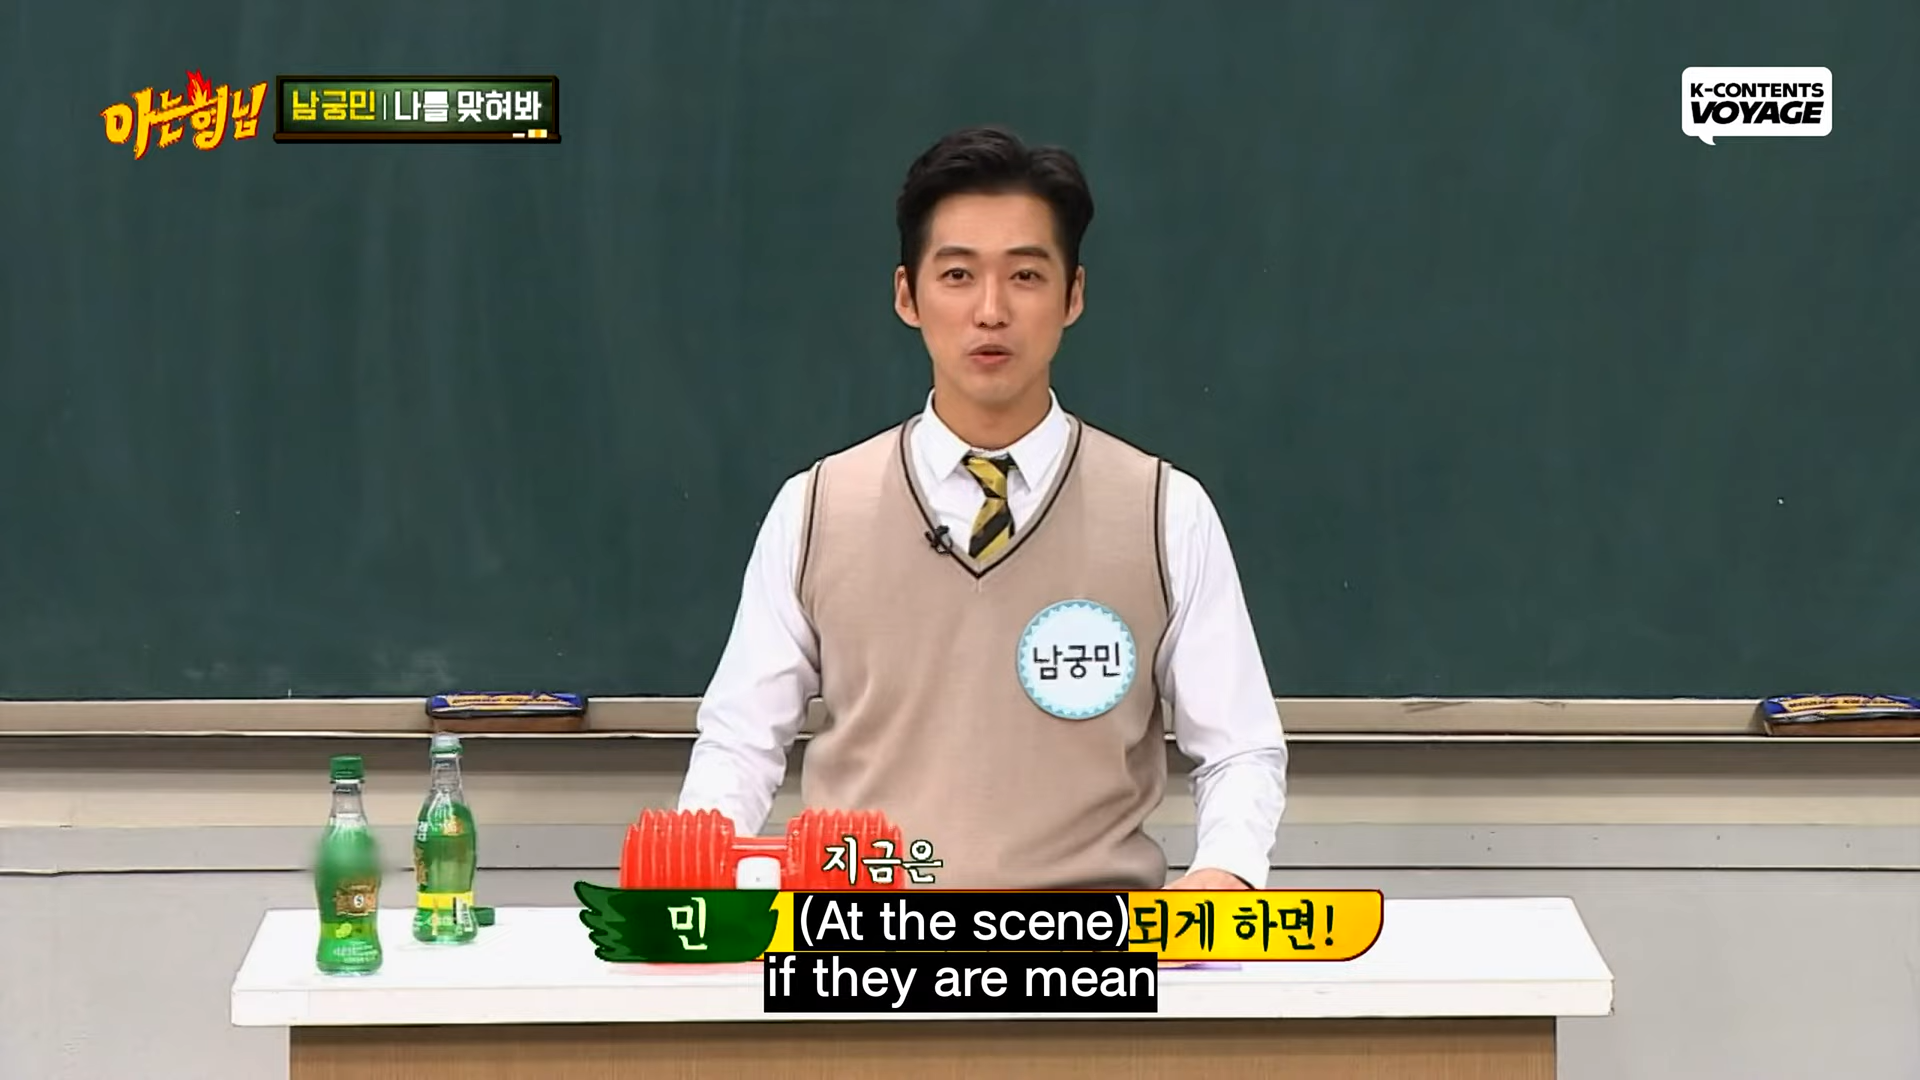 아는형님
남궁민 | 나를 맞혀봐
K-CONTENTS
VOYAGE
남궁민
지금은
민
되게 하면!
(At the scene)
if they are mean